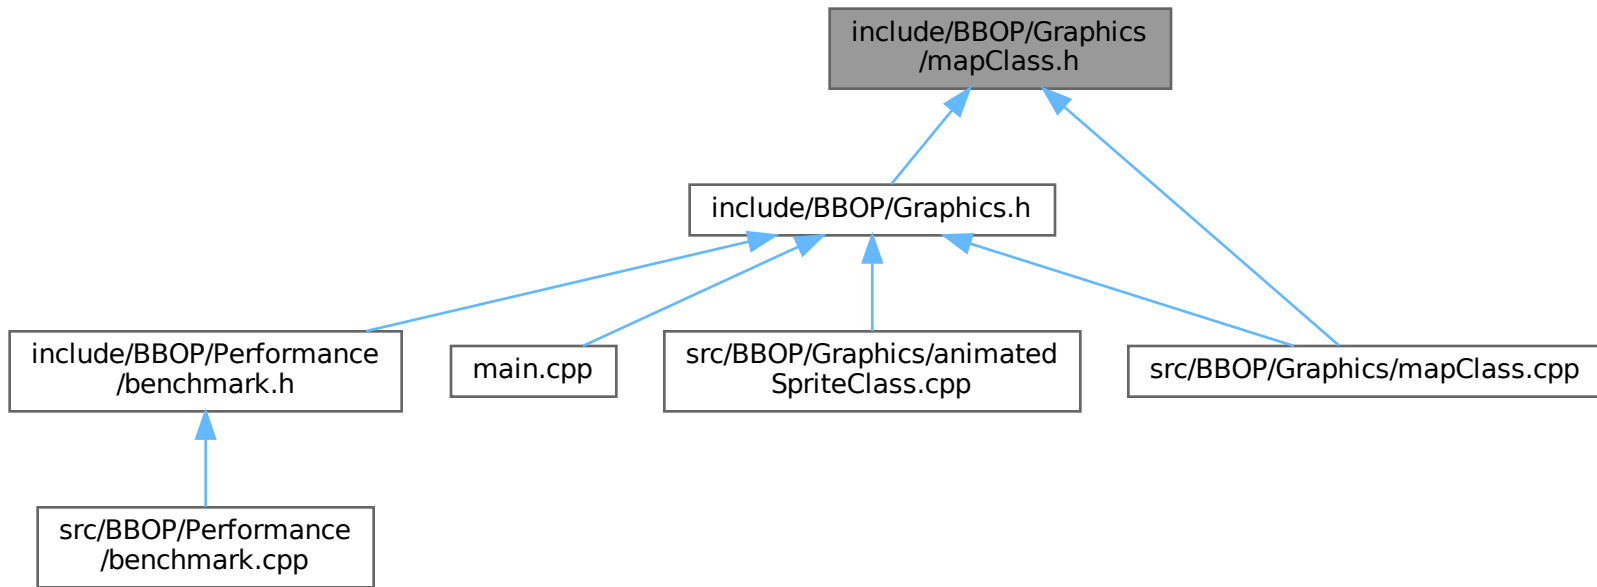 include/BBOP/Graphics
/mapClass.h
include/BBOP/Graphics.h
include/BBOP/Performance
/benchmark.h
main.cpp
src/BBOP/Graphics/animated
SpriteClass.cpp
src/BBOP/Graphics/mapClass.cpp
src/BBOP/Performance
/benchmark.cpp